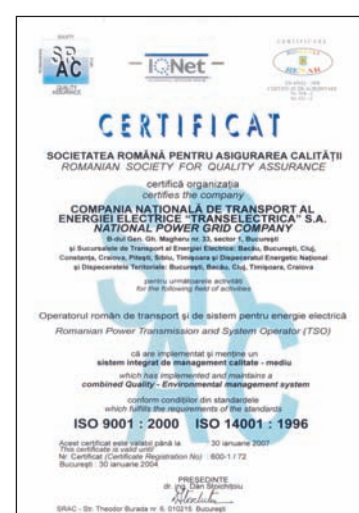 SOCIETY
SRAC
QUALITY
ASSURANCE
- IQNet -
CERTIFICARE
RENAR
CERTIFICAT
SOCIETATEA ROMÂNĂ PENTRU ASIGURAREA CALITĂȚII
ROMANIAN SOCIETY FOR QUALITY ASSURANCE
certifică organizația
certifies the company
COMPANIA NAȚIONALĂ DE TRANSPORT AL
ENERGIEI ELECTRICE "TRANSELECTRICA" S.A.
NATIONAL POWER GRID COMPANY
B-dul Gen. Gh. Magheru nr. 33, sector 1, București
și Sucursalele de Transport al Energiei Electrice: Bacău, București, Cluj,
Constanța, Craiova, Pitești, Sibiu, Timișoara și Dispeceratul Energetic Național
și Dispeceratele Teritoriale: București, Bacău, Cluj, Timișoara, Craiova
pentru următoarele activități
for the following field of activities
Operatorul român de transport și de sistem pentru energie electrică
Romanian Power Transmission and System Operator (TSO)
că are implementat și menține un
sistem integrat de management calitate - mediu
which has implemented and maintains a
combined Quality - Environmental management system
conform condițiilor din standardele
which fulfills the requirements of the standards
ISO 9001 : 2000 ISO 14001 : 1996
Acest certificat este valabil până la : 30 ianuarie 2007
This certificate is valid until
Nr. Certificat (Certificate Registration No) : 600-1 / 72
București : 30 ianuarie 2004
PREȘEDINTE
dr. ing. Dan Stoichițoiu
SRAC - Str. Theodor Burada nr. 6, 010215 București